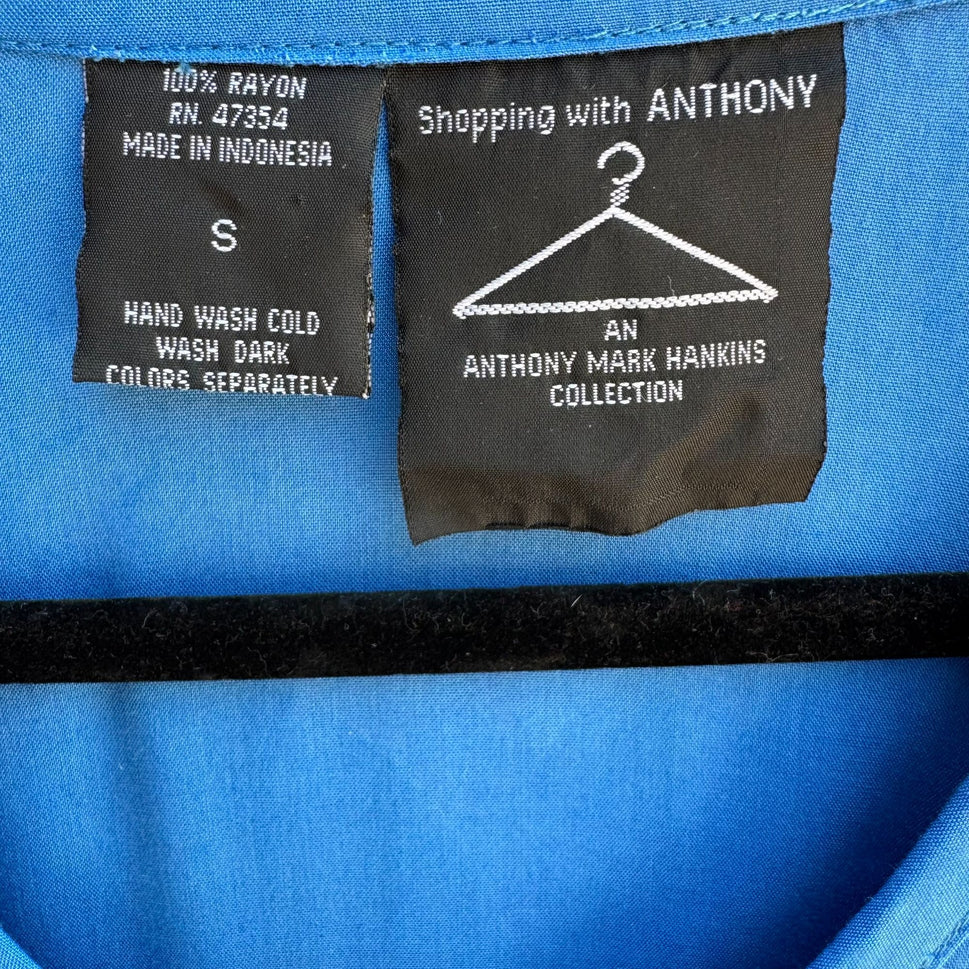 100% RAYON
RN. 47354
MADE IN INDONESIA
S
HAND WASH COLD
WASH DARK
COLORS SEPARATELY
Shopping with ANTHONY
AN
ANTHONY MARK HANKINS
COLLECTION